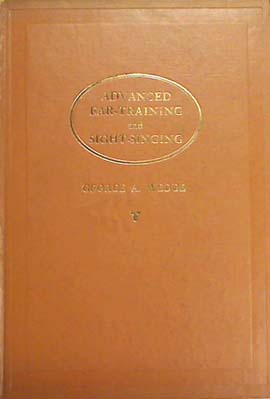 ADVANCED
EAR-TRAINING
and
SIGHT-SINGING
GEORGE A. WEDGE